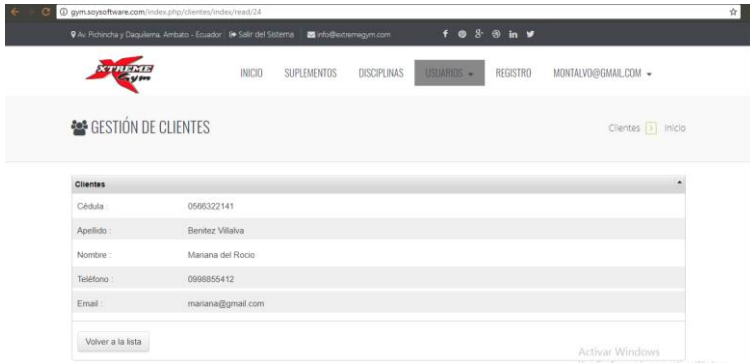 gym.soysoftware.com/index.php/clientes/index/read/24
Av. Pichincha y Daquilema. Ambato - Ecuador Salir del Sistema info@extremegym.com
XTREME
Gym
INICIO SUPLEMENTOS DISCIPLINAS USUARIOS REGISTRO MONTALVO@GMAIL.COM
GESTIÓN DE CLIENTES
Clientes Inicio
Clientes
Cédula : 0566322141
Apellido : Benitez Villalva
Nombre : Mariana del Rocio
Teléfono : 0998855412
Email : mariana@gmail.com
Volver a la lista
Activar Windows